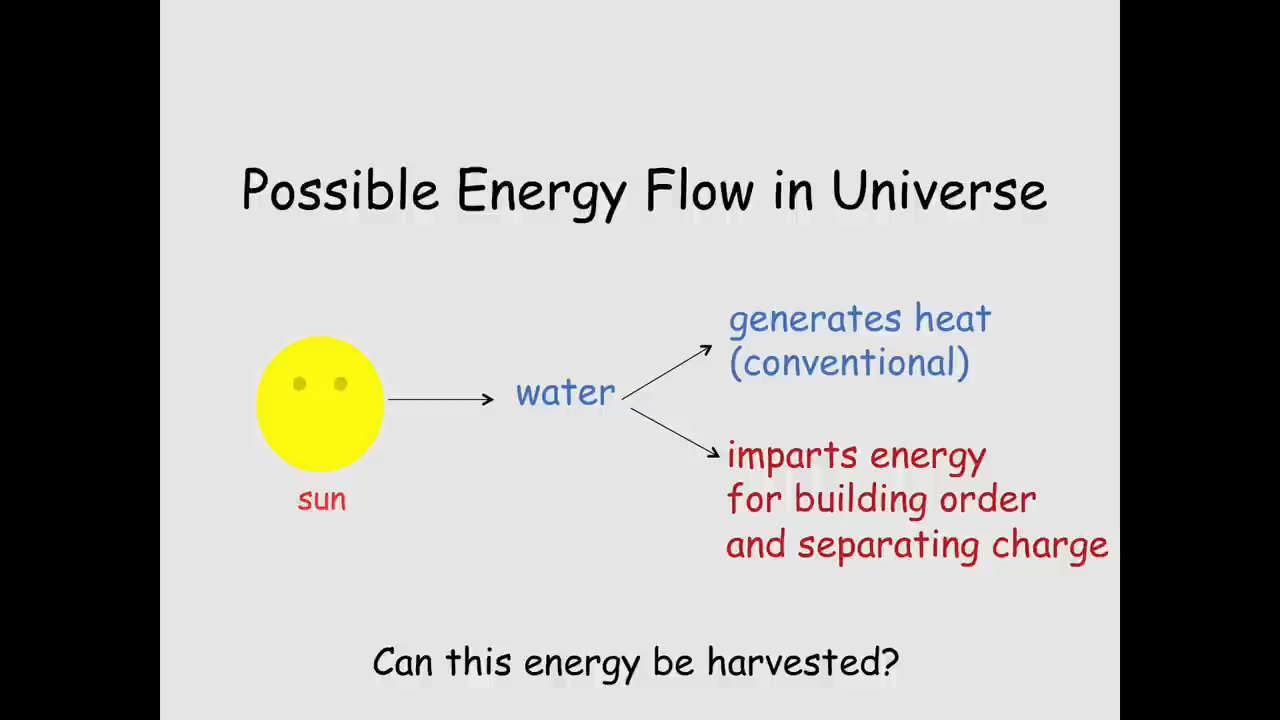 Possible Energy Flow in Universe
generates heat
(conventional)
water
imparts energy
for building order
and separating charge
sun
Can this energy be harvested?